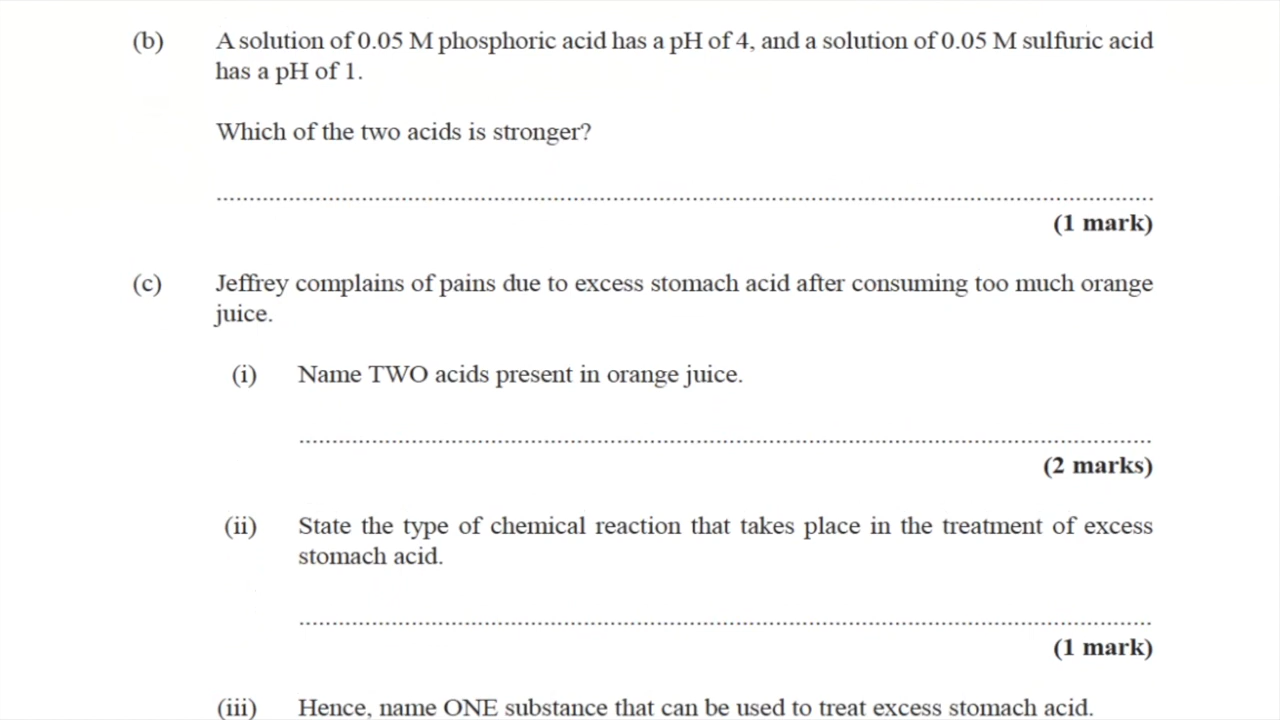 (b) A solution of 0.05 M phosphoric acid has a pH of 4, and a solution of 0.05 M sulfuric acid
has a pH of 1.
Which of the two acids is stronger?
(1 mark)
(c) Jeffrey complains of pains due to excess stomach acid after consuming too much orange
juice.
(i) Name TWO acids present in orange juice.
(2 marks)
(ii) State the type of chemical reaction that takes place in the treatment of excess
stomach acid.
(1 mark)
(iii) Hence, name ONE substance that can be used to treat excess stomach acid.